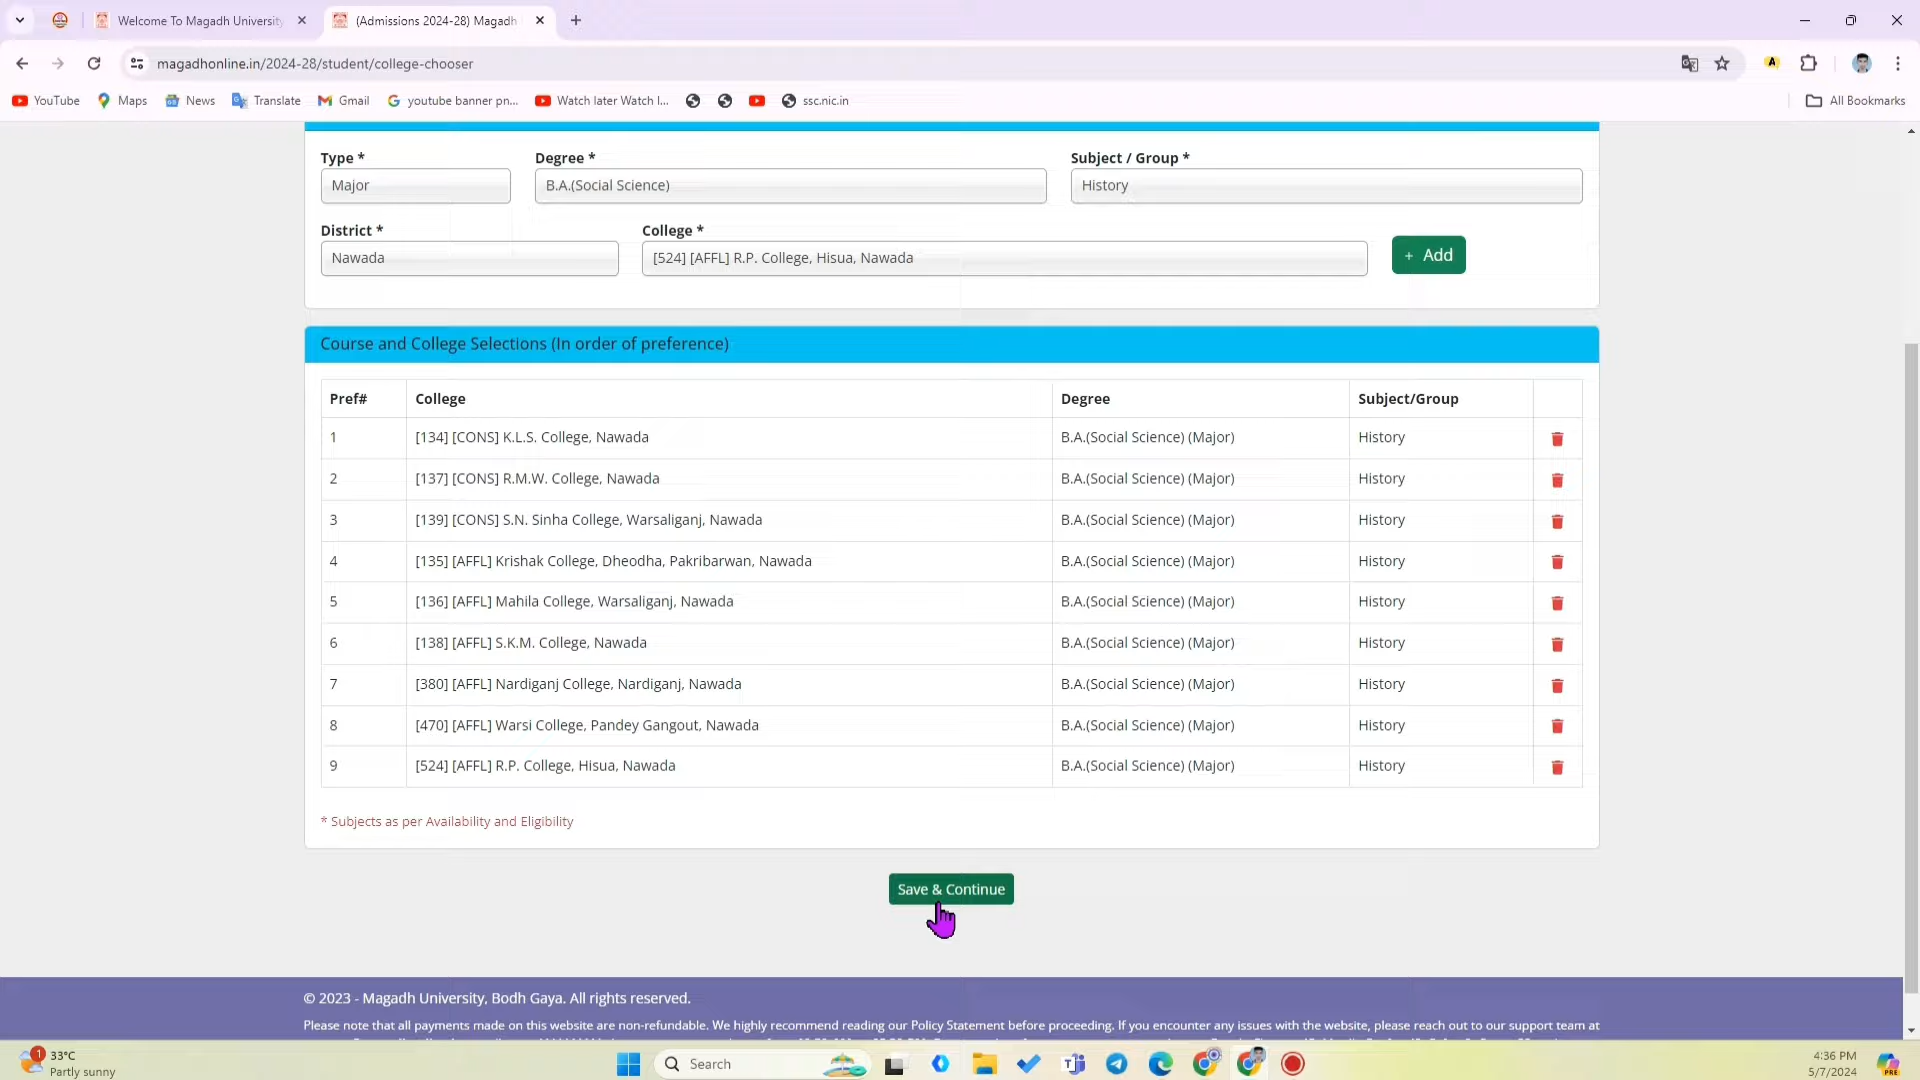 Welcome To Magadh University
(Admissions 2024-28) Magadh
magadhonline.in/2024-28/student/college-chooser
YouTube Maps News Translate Gmail youtube banner pn... Watch later Watch l... ssc.nic.in All Bookmarks
Type * Degree * Subject / Group *
Major B.A.(Social Science) History
District * College *
Nawada [524] [AFFL] R.P. College, Hisua, Nawada + Add
Course and College Selections (In order of preference)
Pref# College Degree Subject/Group
1 [134] [CONS] K.L.S. College, Nawada B.A.(Social Science) (Major) History
2 [137] [CONS] R.M.W. College, Nawada B.A.(Social Science) (Major) History
3 [139] [CONS] S.N. Sinha College, Warsaliganj, Nawada B.A.(Social Science) (Major) History
4 [135] [AFFL] Krishak College, Dheodha, Pakribarwan, Nawada B.A.(Social Science) (Major) History
5 [136] [AFFL] Mahila College, Warsaliganj, Nawada B.A.(Social Science) (Major) History
6 [138] [AFFL] S.K.M. College, Nawada B.A.(Social Science) (Major) History
7 [380] [AFFL] Nardiganj College, Nardiganj, Nawada B.A.(Social Science) (Major) History
8 [470] [AFFL] Warsi College, Pandey Gangout, Nawada B.A.(Social Science) (Major) History
9 [524] [AFFL] R.P. College, Hisua, Nawada B.A.(Social Science) (Major) History
* Subjects as per Availability and Eligibility
Save & Continue
© 2023 - Magadh University, Bodh Gaya. All rights reserved.
Please note that all payments made on this website are non-refundable. We highly recommend reading our Policy Statement before proceeding. If you encounter any issues with the website, please reach out to our support team at
1 33°C
Partly sunny
Search
4:36 PM
5/7/2024